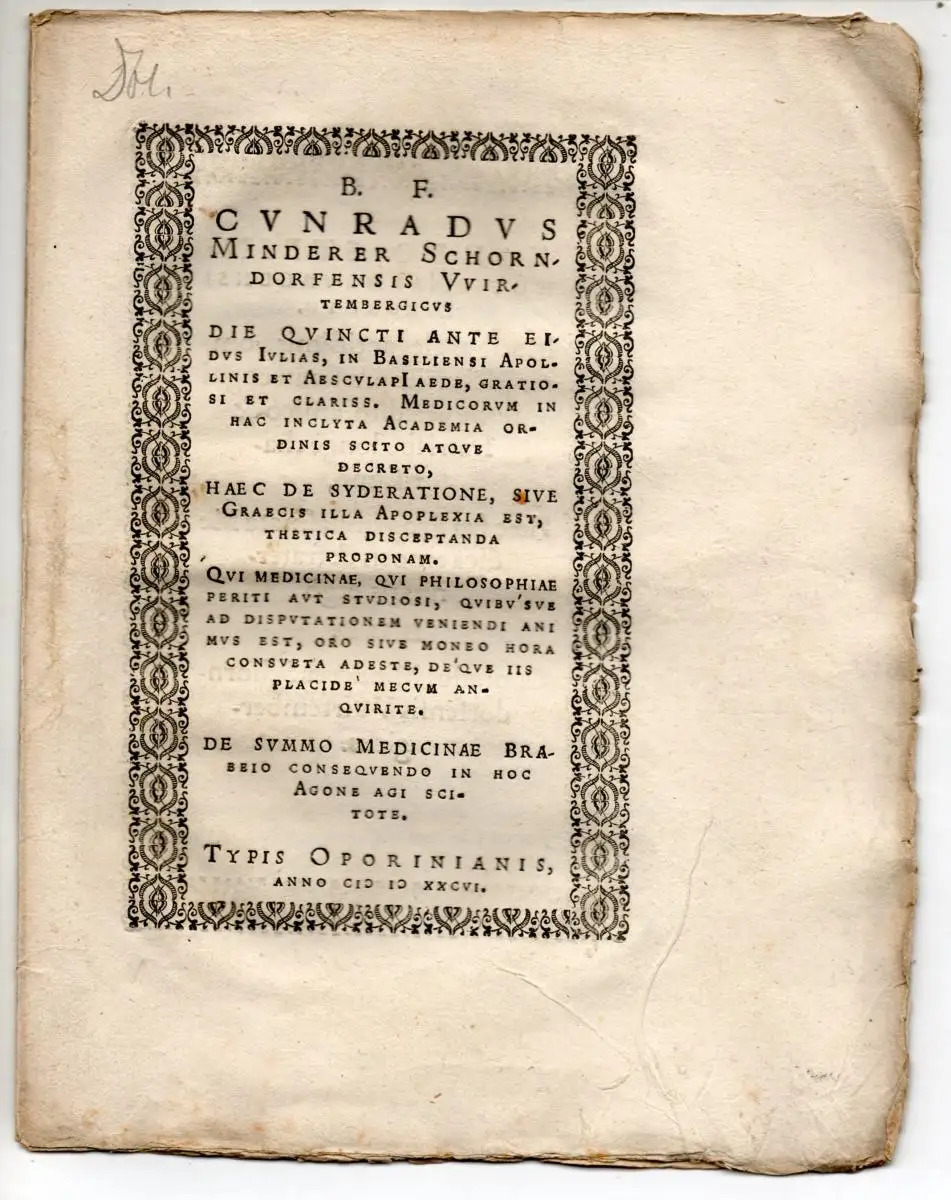 B. F.
CVNRADVS
MINDERER SCHORN-
DORFENSIS VVIR-
TEMBERGICVS
DIE QVINCTI ANTE EI-
DVS IVLIAS, IN BASILIENSI APOL-
LINIS ET AESCVLAPI AEDE, GRATIO-
SI ET CLARISS. MEDICORVM IN
HAC INCLYTA ACADEMIA OR-
DINIS SCITO ATQVE
DECRETO,
HAEC DE SYDERATIONE, SIVE
GRAECIS ILLA APOPLEXIA EST,
THETICA DISCEPTANDA
PROPONAM.
QVI MEDICINAE, QVI PHILOSOPHIAE
PERITI AVT STVDIOSI, QVIBV'SVE
AD DISPVTATIONEM VENIENDI ANI
MVS EST, ORO SIVE MONEO HORA
CONSVETA ADESTE, DE'QVE IIS
PLACIDE' MECVM AN-
QVIRITE.
DE SVMMO MEDICINAE BRA-
BEIO CONSEQVENDO IN HOC
AGONE AGI SCI-
TOTE.
TYPIS OPORINIANIS,
ANNO CIↃ IↃ XXCVI.